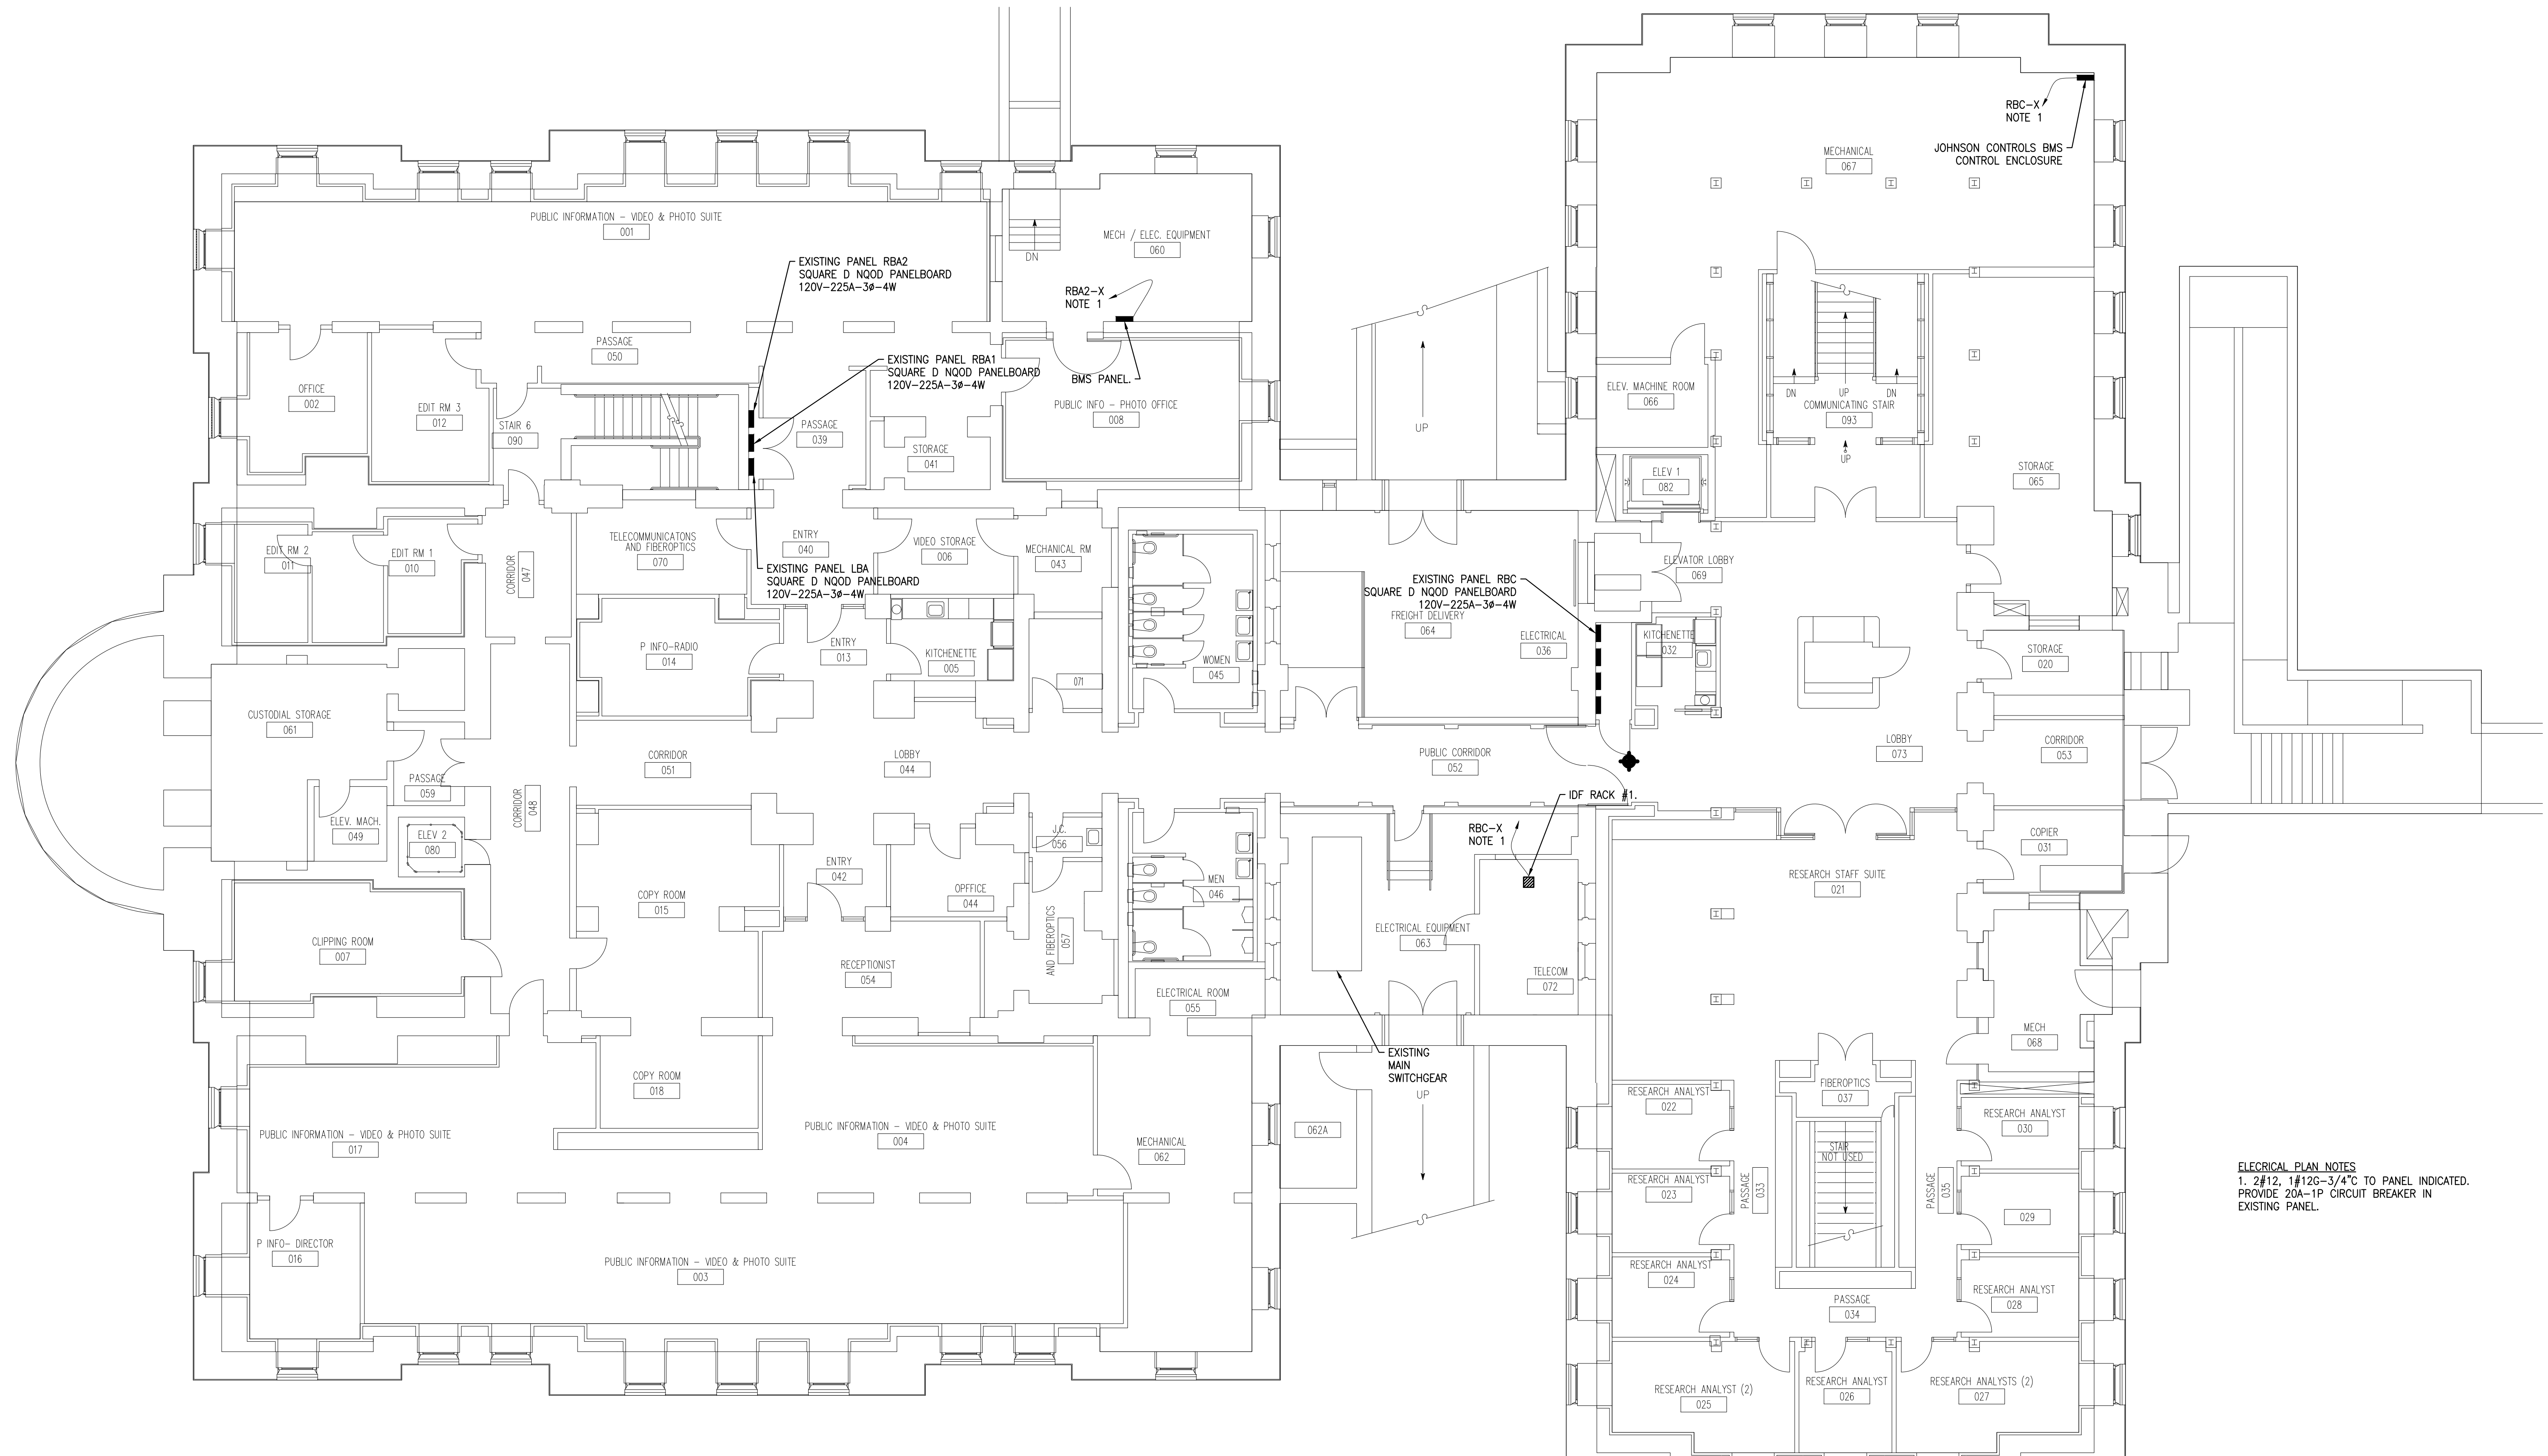 RBC-X
NOTE 1
JOHNSON CONTROLS BMS
CONTROL ENCLOSURE
MECHANICAL
067
PUBLIC INFORMATION - VIDEO & PHOTO SUITE
001
MECH / ELEC. EQUIPMENT
060
DN
EXISTING PANEL RBA2
SQUARE D NQOD PANELBOARD
120V-225A-3ø-4W
RBA2-X
NOTE 1
PASSAGE
050
EXISTING PANEL RBA1
SQUARE D NQOD PANELBOARD
120V-225A-3ø-4W
BMS PANEL.
OFFICE
002
EDIT RM 3
012
STAIR 6
090
PASSAGE
039
STORAGE
041
PUBLIC INFO - PHOTO OFFICE
008
UP
ELEV. MACHINE ROOM
066
DN
UP
DN
COMMUNICATING STAIR
093
UP
ELEV 1
082
STORAGE
065
EDIT RM 2
011
EDIT RM 1
010
CORRIDOR
047
TELECOMMUNICATONS
AND FIBEROPTICS
070
ENTRY
040
VIDEO STORAGE
006
MECHANICAL RM
043
EXISTING PANEL LBA
SQUARE D NQOD PANELBOARD
120V-225A-3ø-4W
ELEVATOR LOBBY
069
EXISTING PANEL RBC
SQUARE D NQOD PANELBOARD
120V-225A-3ø-4W
FREIGHT DELIVERY
064
ELECTRICAL
036
KITCHENETTE
032
P INFO-RADIO
014
ENTRY
013
KITCHENETTE
005
071
WOMEN
045
STORAGE
020
CUSTODIAL STORAGE
061
PASSAGE
059
CORRIDOR
051
LOBBY
044
PUBLIC CORRIDOR
052
LOBBY
073
CORRIDOR
053
IDF RACK #1.
CORRIDOR
048
ELEV. MACH.
049
ELEV 2
080
J.C.
056
RBC-X
NOTE 1
COPIER
031
ENTRY
042
COPY ROOM
015
OPFFICE
044
MEN
046
RESEARCH STAFF SUITE
021
CLIPPING ROOM
007
AND FIBEROPTICS
057
ELECTRICAL EQUIPMENT
063
RECEPTIONIST
054
TELECOM
072
ELECTRICAL ROOM
055
MECH
068
EXISTING
MAIN
SWITCHGEAR
UP
COPY ROOM
018
FIBEROPTICS
037
RESEARCH ANALYST
022
RESEARCH ANALYST
030
PUBLIC INFORMATION - VIDEO & PHOTO SUITE
017
PUBLIC INFORMATION - VIDEO & PHOTO SUITE
004
MECHANICAL
062
062A
STAIR
NOT USED
RESEARCH ANALYST
023
PASSAGE
033
PASSAGE
035
029
ELECRICAL PLAN NOTES
1. 2#12, 1#12G-3/4"C TO PANEL INDICATED.
PROVIDE 20A-1P CIRCUIT BREAKER IN
EXISTING PANEL.
P INFO- DIRECTOR
016
PUBLIC INFORMATION - VIDEO & PHOTO SUITE
003
RESEARCH ANALYST
024
PASSAGE
034
RESEARCH ANALYST
028
RESEARCH ANALYST (2)
025
RESEARCH ANALYST
026
RESEARCH ANALYSTS (2)
027